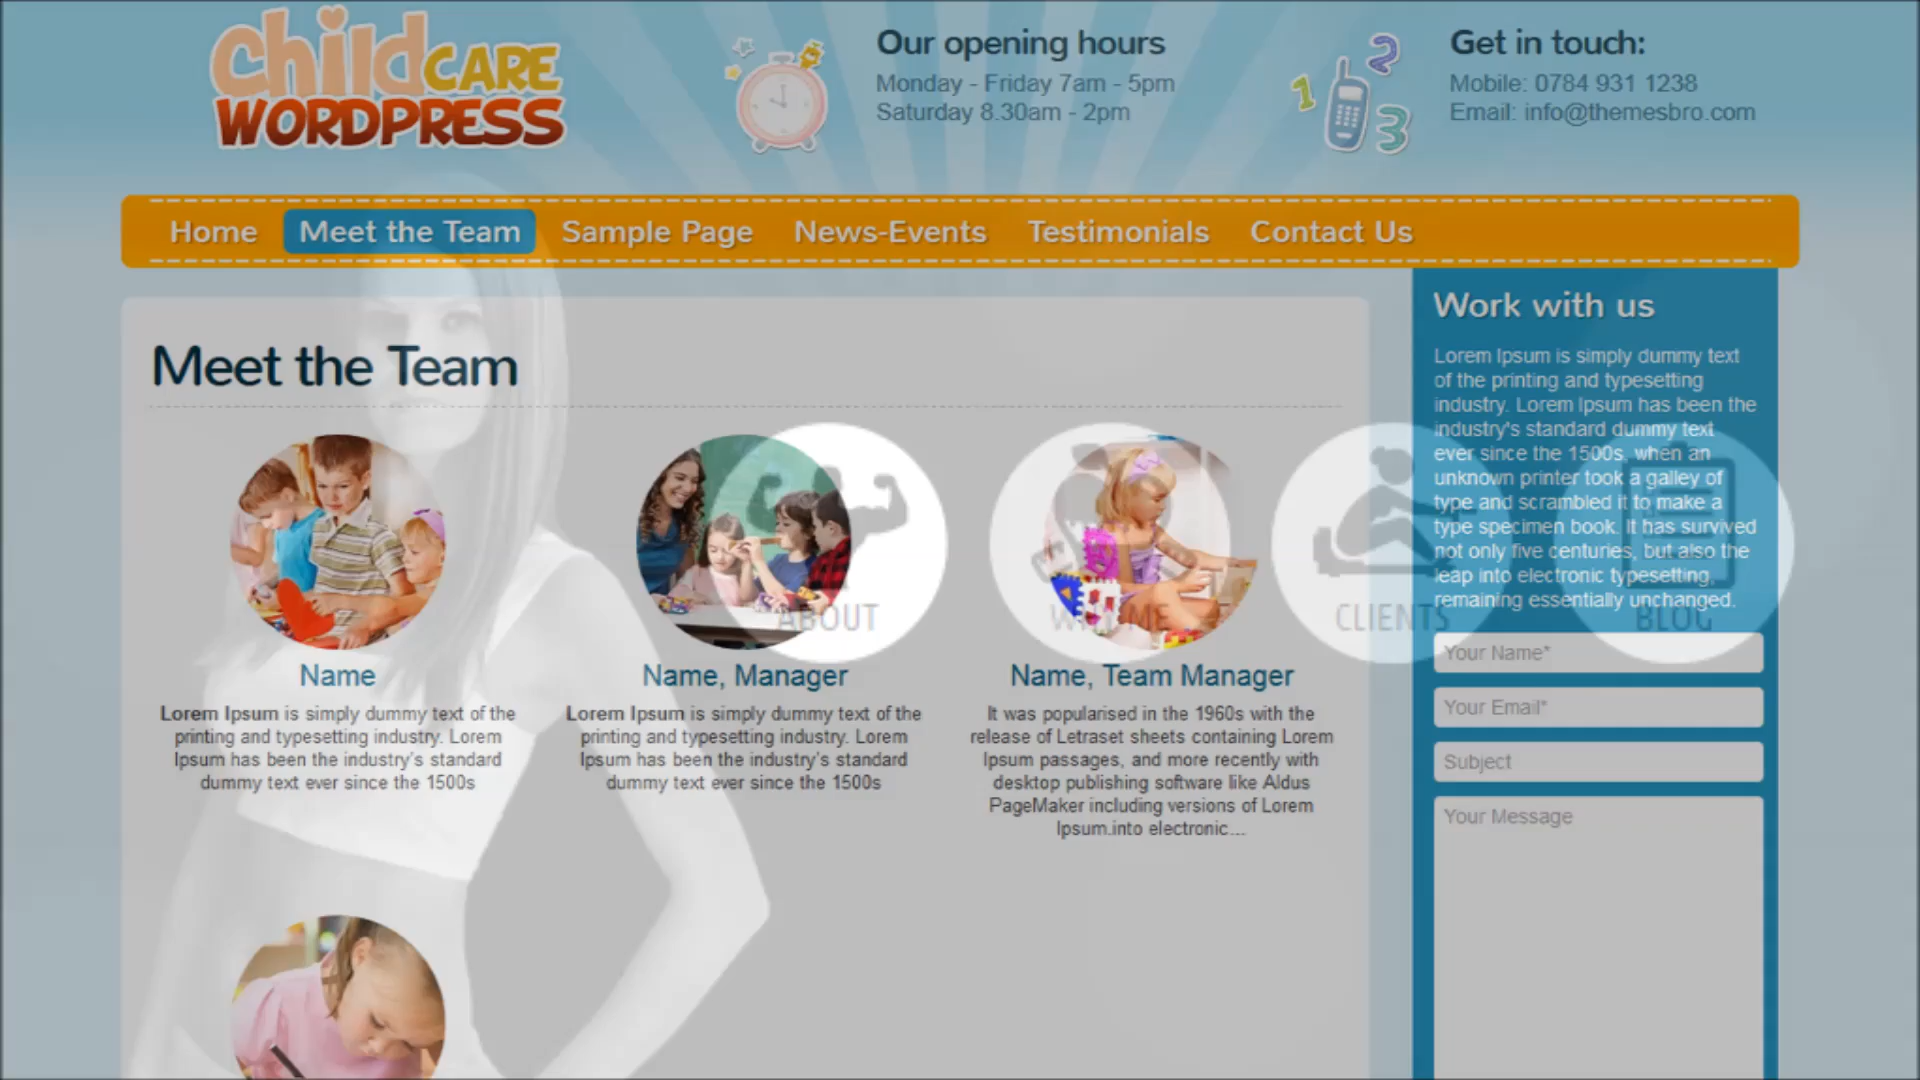 Child CARE
WORDPRESS
Our opening hours
Monday - Friday 7am - 5pm
Saturday 8.30am - 2pm
1 2 3
Get in touch:
Mobile: 0784 931 1238
Email: info@themesbro.com
Home Meet the Team Sample Page News-Events Testimonials Contact Us
Meet the Team
Name
Lorem Ipsum is simply dummy text of the
printing and typesetting industry. Lorem
Ipsum has been the industry's standard
dummy text ever since the 1500s
Name, Manager
Lorem Ipsum is simply dummy text of the
printing and typesetting industry. Lorem
Ipsum has been the industry's standard
dummy text ever since the 1500s
Name, Team Manager
It was popularised in the 1960s with the
release of Letraset sheets containing Lorem
Ipsum passages, and more recently with
desktop publishing software like Aldus
PageMaker including versions of Lorem
Ipsum.into electronic...
ABOUT
WHY ME
CLIENTS
BLOG
Work with us
Lorem Ipsum is simply dummy text
of the printing and typesetting
industry. Lorem Ipsum has been the
industry's standard dummy text
ever since the 1500s, when an
unknown printer took a galley of
type and scrambled it to make a
type specimen book. It has survived
not only five centuries, but also the
leap into electronic typesetting,
remaining essentially unchanged.
Your Name*
Your Email*
Subject
Your Message